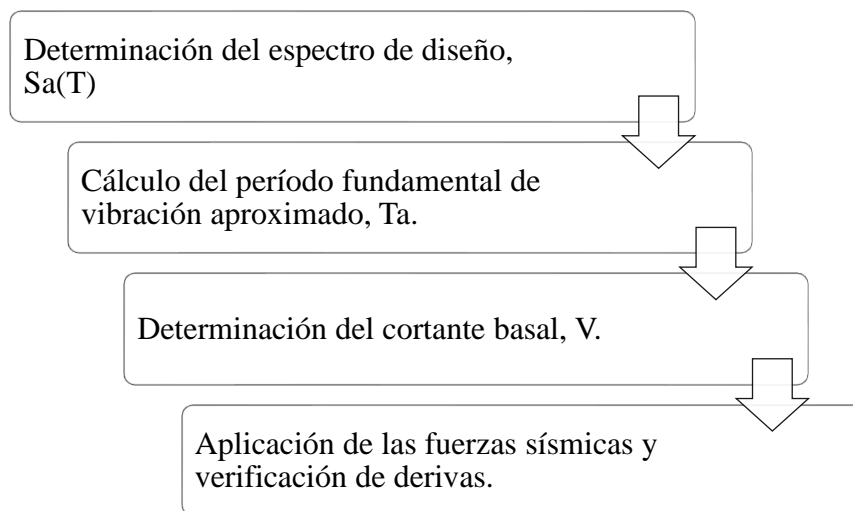 Determinación del espectro de diseño,
Sa(T)
Cálculo del período fundamental de
vibración aproximado, Ta.
Determinación del cortante basal, V.
Aplicación de las fuerzas sísmicas y
verificación de derivas.